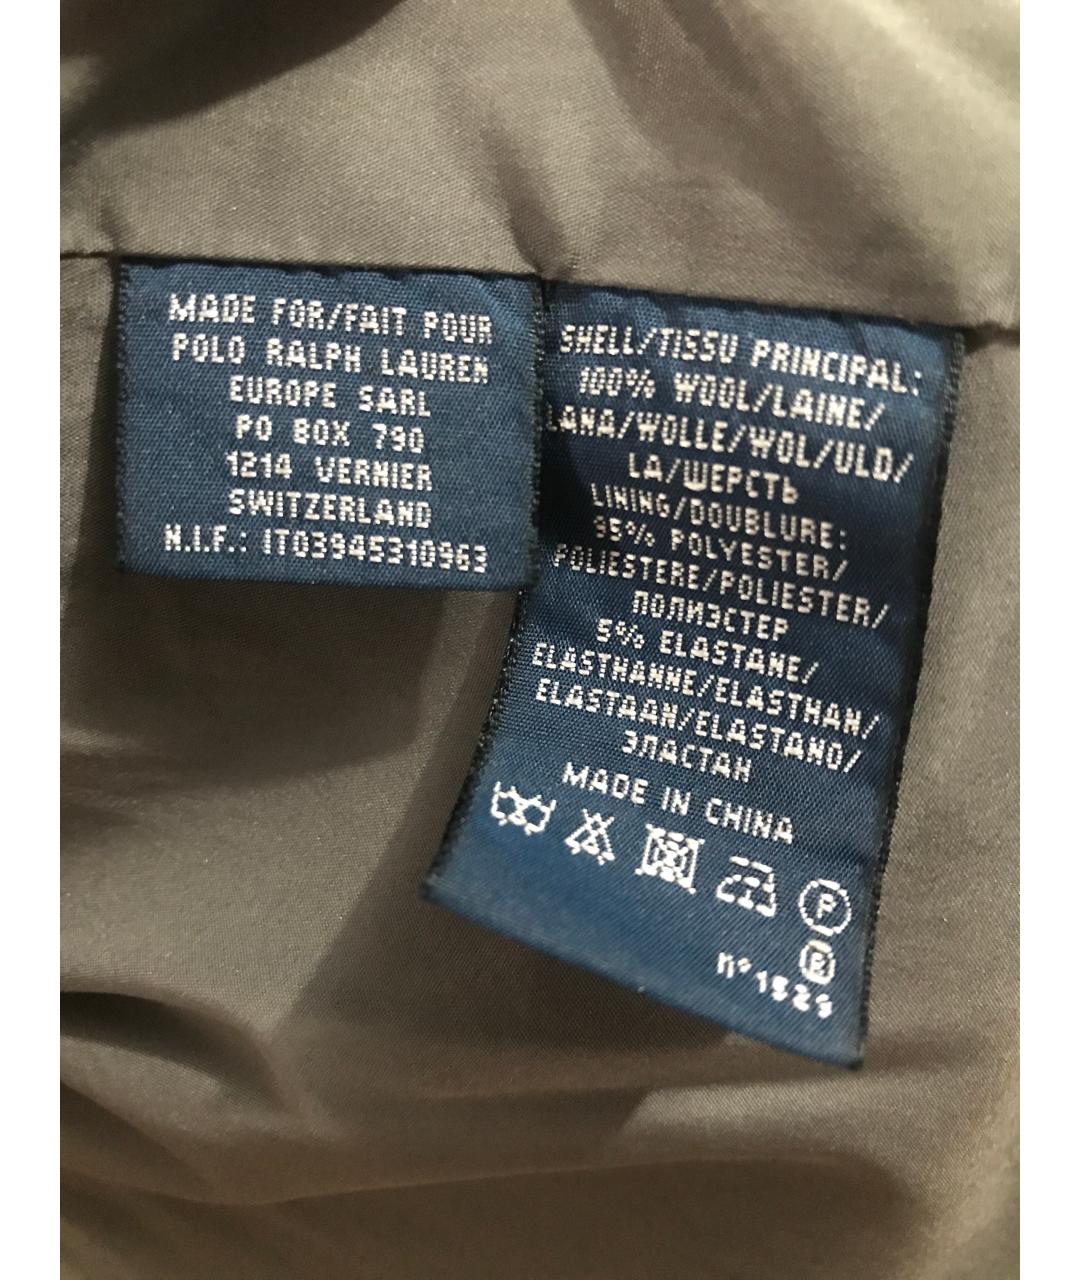 MADE FOR/FAIT POUR
POLO RALPH LAUREN
EUROPE SARL
PO BOX 790
1214 VERNIER
SWITZERLAND
N.I.F.: IT03945310963
SHELL/TISSU PRINCIPAL:
100% WOOL/LAINE/
LANA/WOLLE/WOL/ULD/
LA/ШЕРСТЬ
LINING/DOUBLURE:
95% POLYESTER/
POLIESTERE/POLIESTER/
ПОЛИЭСТЕР
5% ELASTANE/
ELASTHANNE/ELASTHAN/
ELASTAAN/ELASTANO/
ЭЛАСТАН
MADE IN CHINA
P
R
n°1529